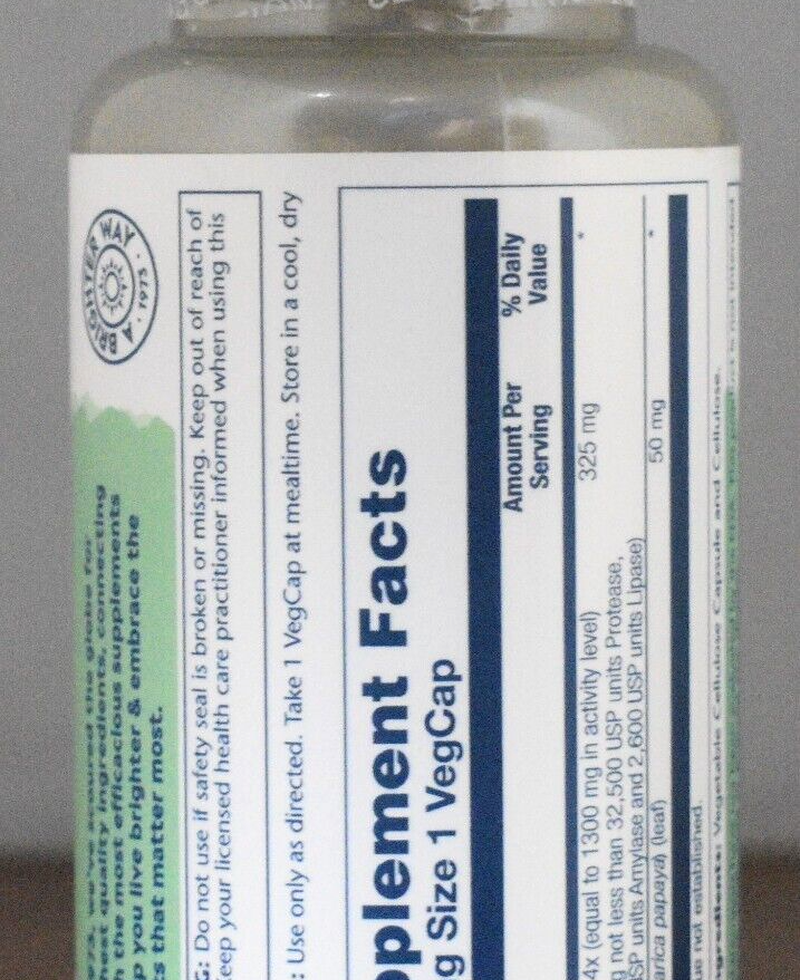 A BRIGHTER WAY
· 1975 ·
we've scoured the globe for
quality ingredients, connecting
the most efficacious supplements
you live brighter & embrace the
that matter most.
Do not use if safety seal is broken or missing. Keep out of reach of
your licensed health care practitioner informed when using this
: Use only as directed. Take 1 VegCap at mealtime. Store in a cool, dry
pplement Facts
g Size 1 VegCap
Amount Per
Serving
% Daily
Value
4x (equal to 1300 mg in activity level) 325 mg *
g not less than 32,500 USP units Protease,
SP units Amylase and 2,600 USP units Lipase)
rica papaya) (leaf) 50 mg *
not established.
gredients: Vegetable Cellulose Capsule and Cellulose.